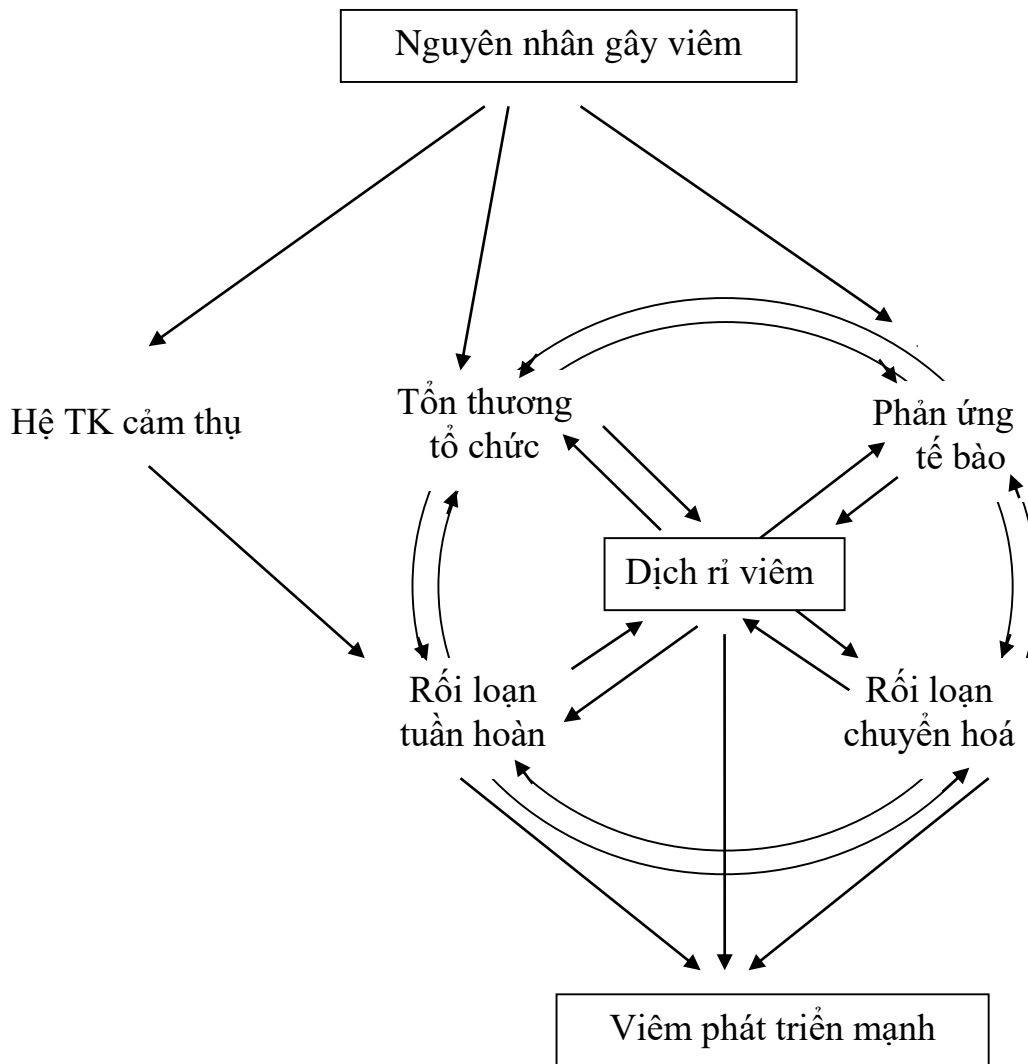 Nguyên nhân gây viêm
Hệ TK cảm thụ
Tổn thương
tổ chức
Phản ứng
tế bào
Dịch rỉ viêm
Rối loạn
tuần hoàn
Rối loạn
chuyển hoá
Viêm phát triển mạnh